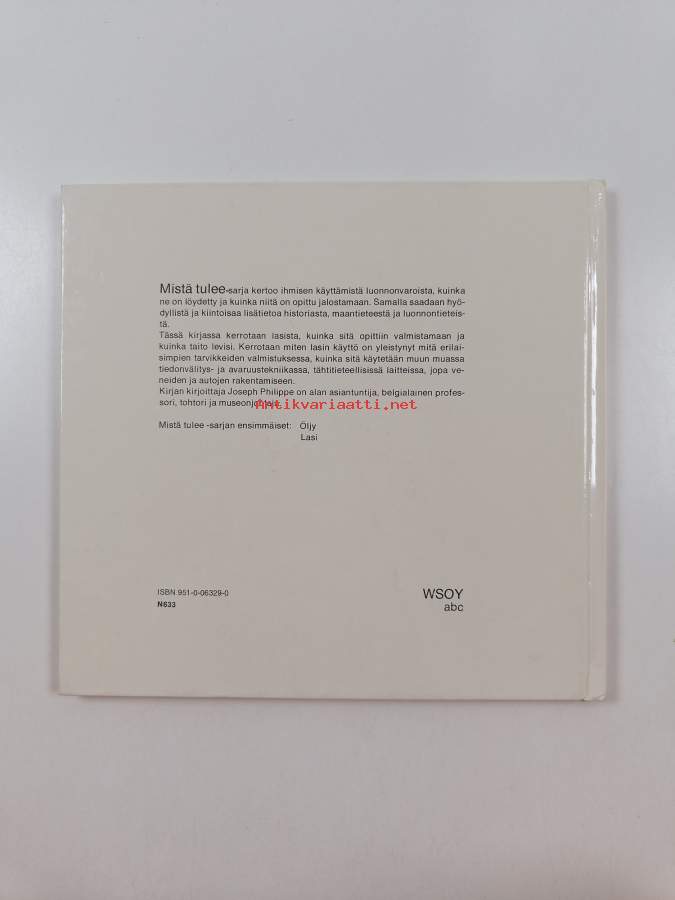 Mistä tulee-sarja kertoo ihmisen käyttämistä luonnonvaroista, kuinka
ne on löydetty ja kuinka niitä on opittu jalostamaan. Samalla saadaan hyö-
dyllistä ja kiintoisaa lisätietoa historiasta, maantieteestä ja luonnontieteis-
tä.
Tässä kirjassa kerrotaan lasista, kuinka sitä opittiin valmistamaan ja
kuinka taito levisi. Kerrotaan miten lasin käyttö on yleistynyt mitä erilai-
simpien tarvikkeiden valmistuksessa, kuinka sitä käytetään muun muassa
tiedonvälitys- ja avaruustekniikassa, tähtitieteellisissä laitteissa, jopa ve-
neiden ja autojen rakentamiseen.
Kirjan kirjoittaja Joseph Philippe on alan asiantuntija, belgialainen profes-
sori, tohtori ja museonjohtaja.
Antikvariaatti.net
Mistä tulee -sarjan ensimmäiset: Öljy
Lasi
ISBN 951-0-06329-0
N633
WSOY
abc